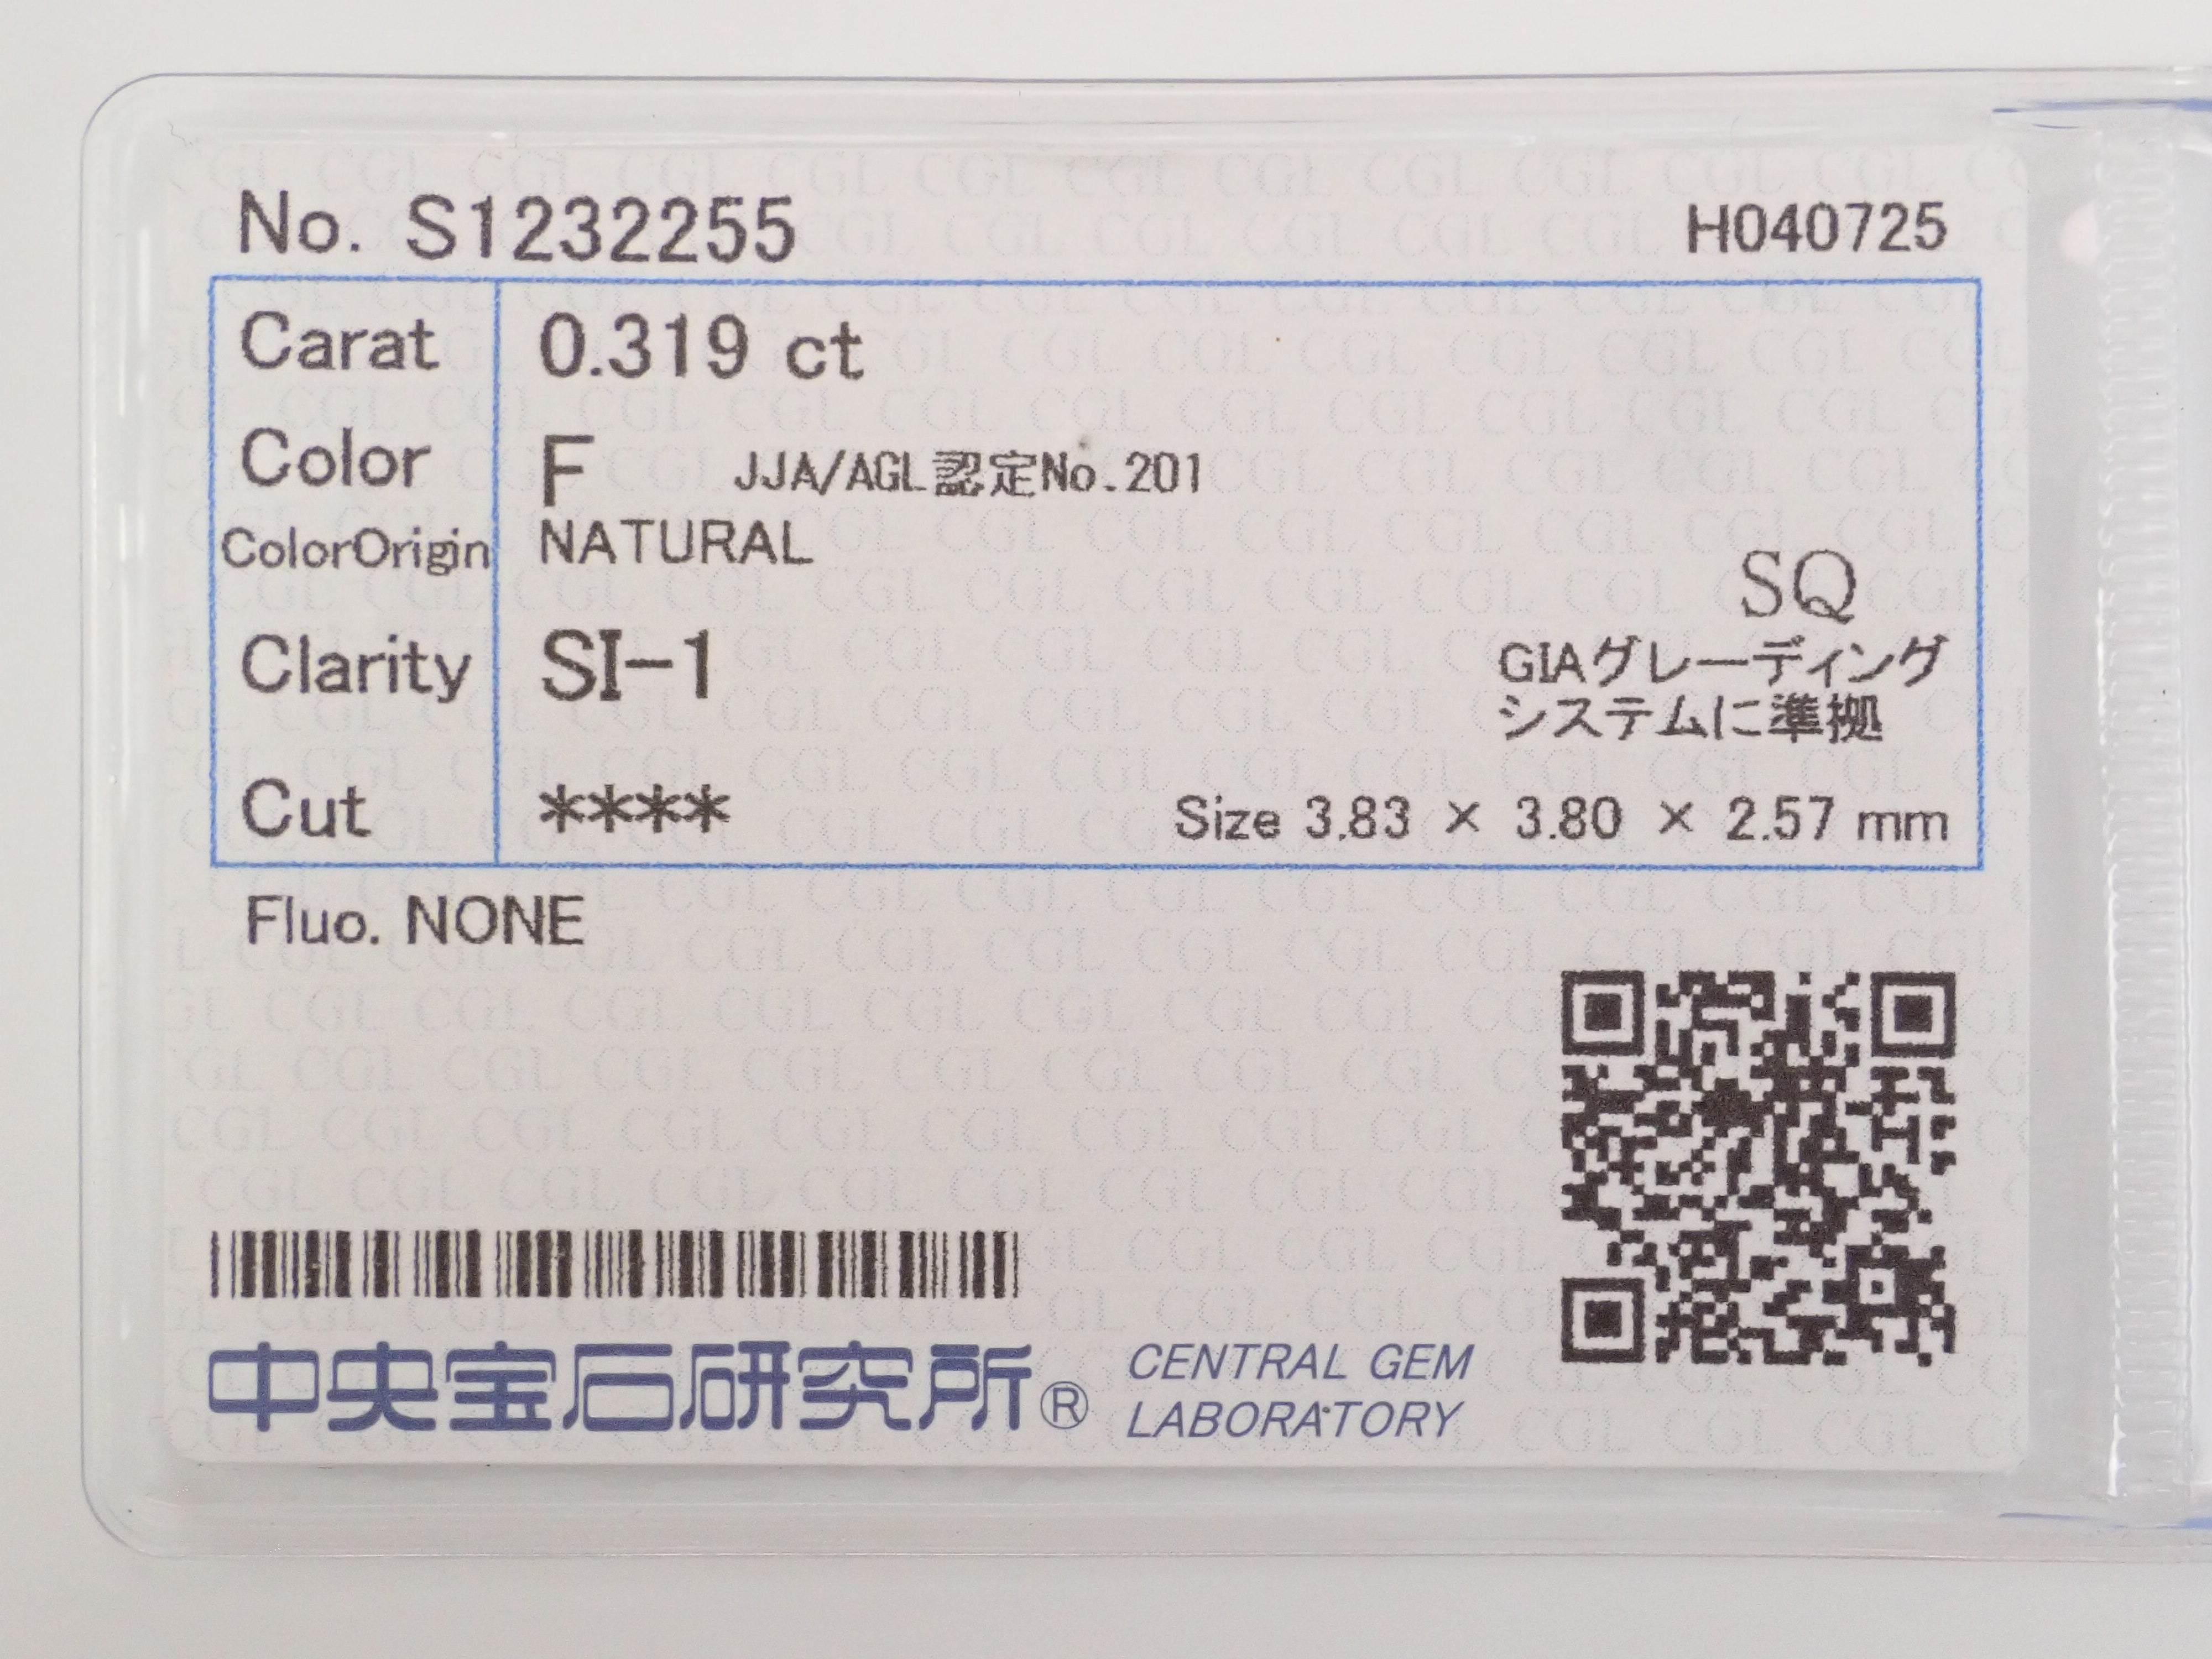 No. S1232255 H040725
Carat 0.319 ct
Color F JJA/AGL認定No.201
ColorOrigin NATURAL
SQ
Clarity SI-1 GIAグレーディング
システムに準拠
Cut **** Size 3.83 × 3.80 × 2.57 mm
Fluo. NONE
中央宝石研究所® CENTRAL GEM
LABORATORY